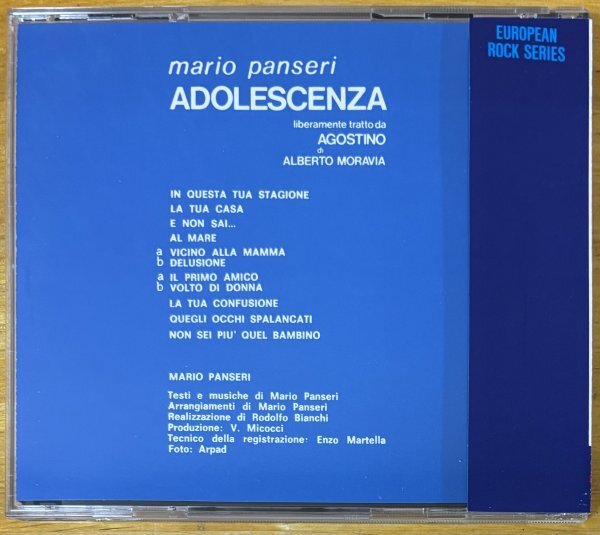 EUROPEAN
ROCK SERIES
mario panseri
ADOLESCENZA
liberamente tratto da
AGOSTINO
di
ALBERTO MORAVIA
IN QUESTA TUA STAGIONE
LA TUA CASA
E NON SAI...
AL MARE
a VICINO ALLA MAMMA
b DELUSIONE
a IL PRIMO AMICO
b VOLTO DI DONNA
LA TUA CONFUSIONE
QUEGLI OCCHI SPALANCATI
NON SEI PIU' QUEL BAMBINO
MARIO PANSERI
Testi e musiche di Mario Panseri
Arrangiamenti di Mario Panseri
Realizzazione di Rodolfo Bianchi
Produzione: V. Micocci
Tecnico della registrazione: Enzo Martella
Foto: Arpad